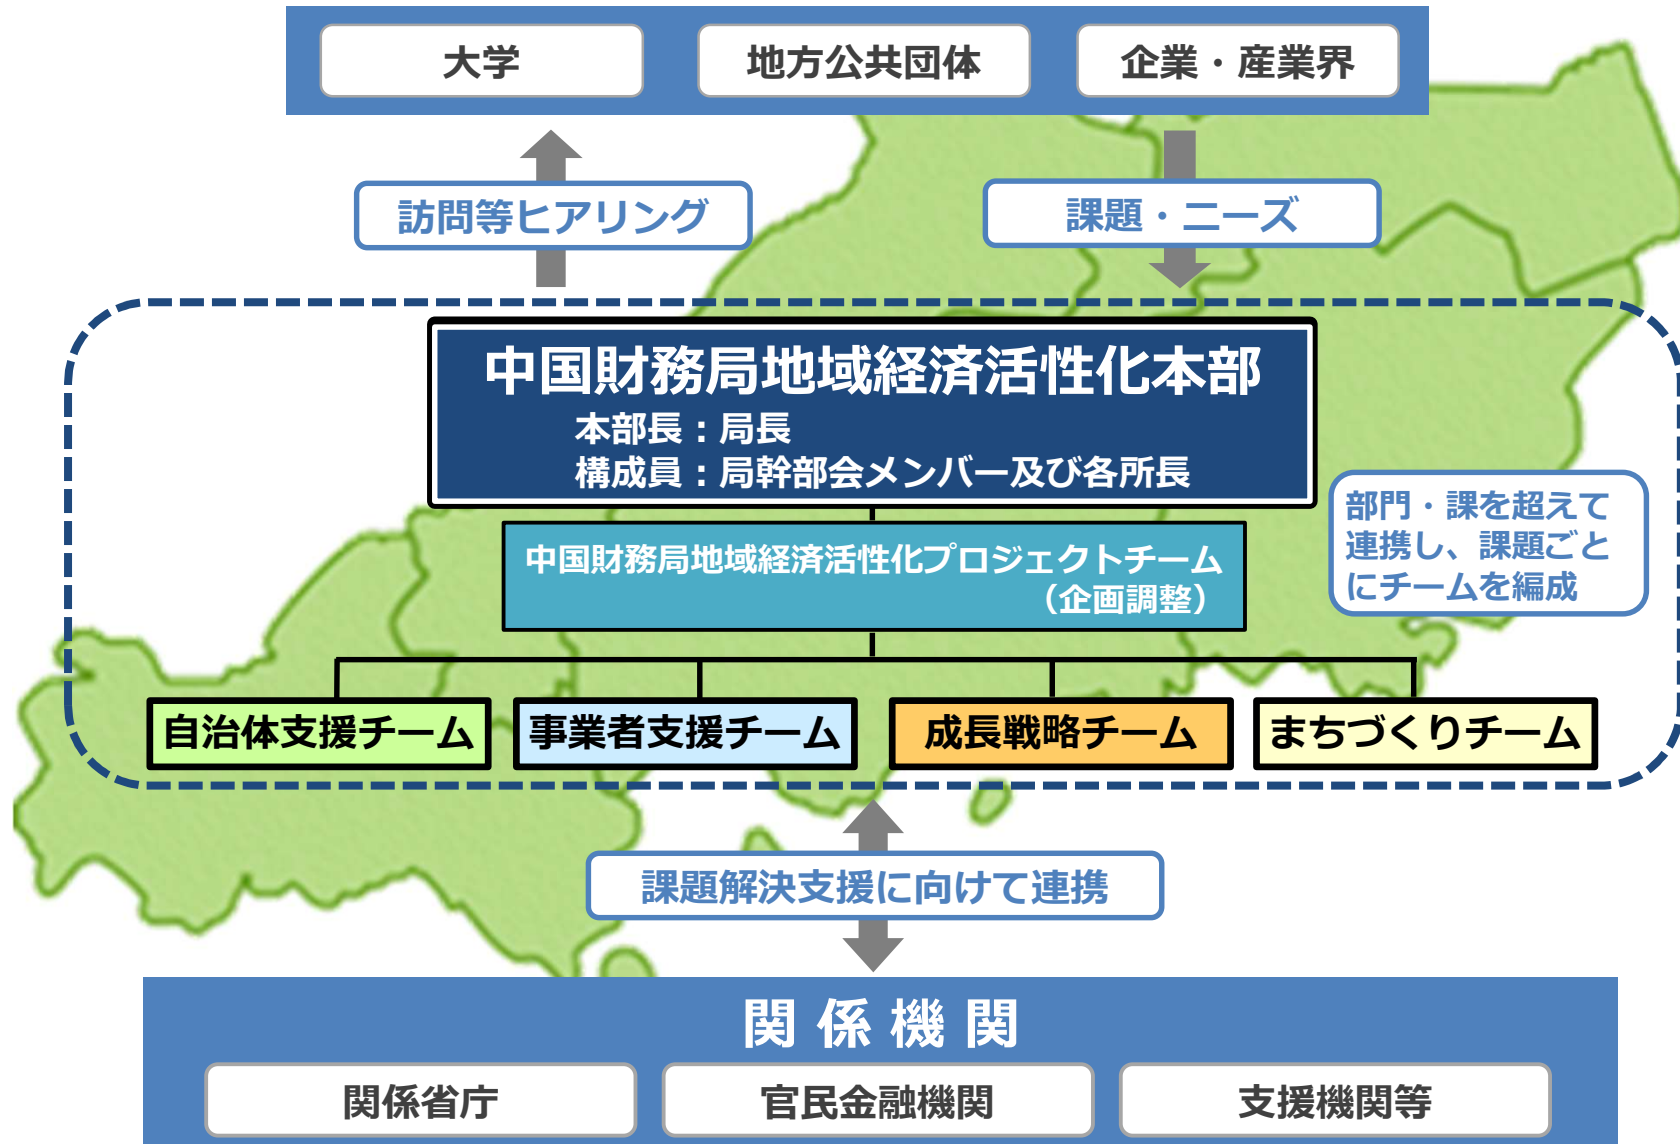 大学
地方公共団体
企業・産業界
訪問等ヒアリング
課題・ニーズ
中国財務局地域経済活性化本部
本部長：局長
構成員：局幹部会メンバー及び各所長
部門・課を超えて
連携し、課題ごと
にチームを編成
中国財務局地域経済活性化プロジェクトチーム
（企画調整）
自治体支援チーム
事業者支援チーム
成長戦略チーム
まちづくりチーム
課題解決支援に向けて連携
関係機関
関係省庁
官民金融機関
支援機関等